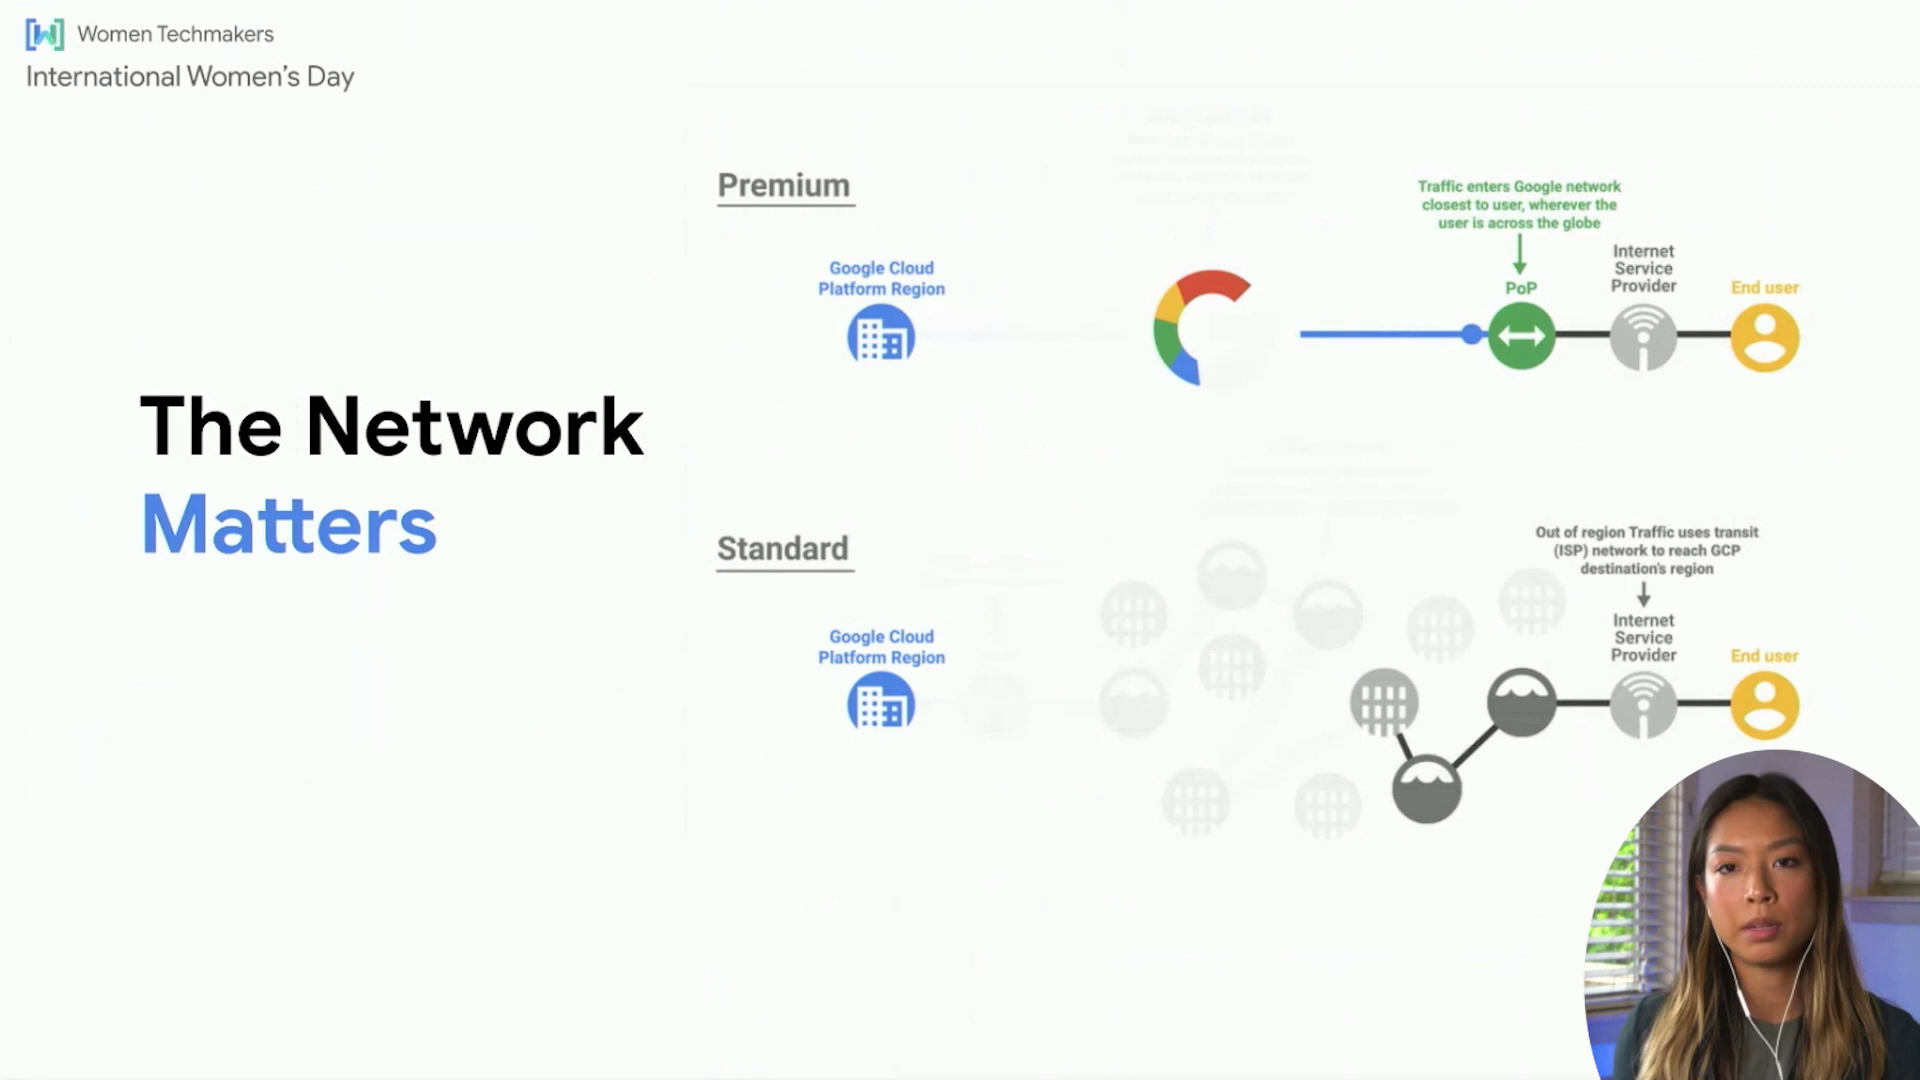 Women Techmakers
International Women's Day
The Network
Matters
Premium
Google Cloud
Platform Region
Traffic enters Google network
closest to user, wherever the
user is across the globe
PoP
Internet
Service
Provider
End user
Standard
Google Cloud
Platform Region
Out of region Traffic uses transit
(ISP) network to reach GCP
destination's region
Internet
Service
Provider
End user